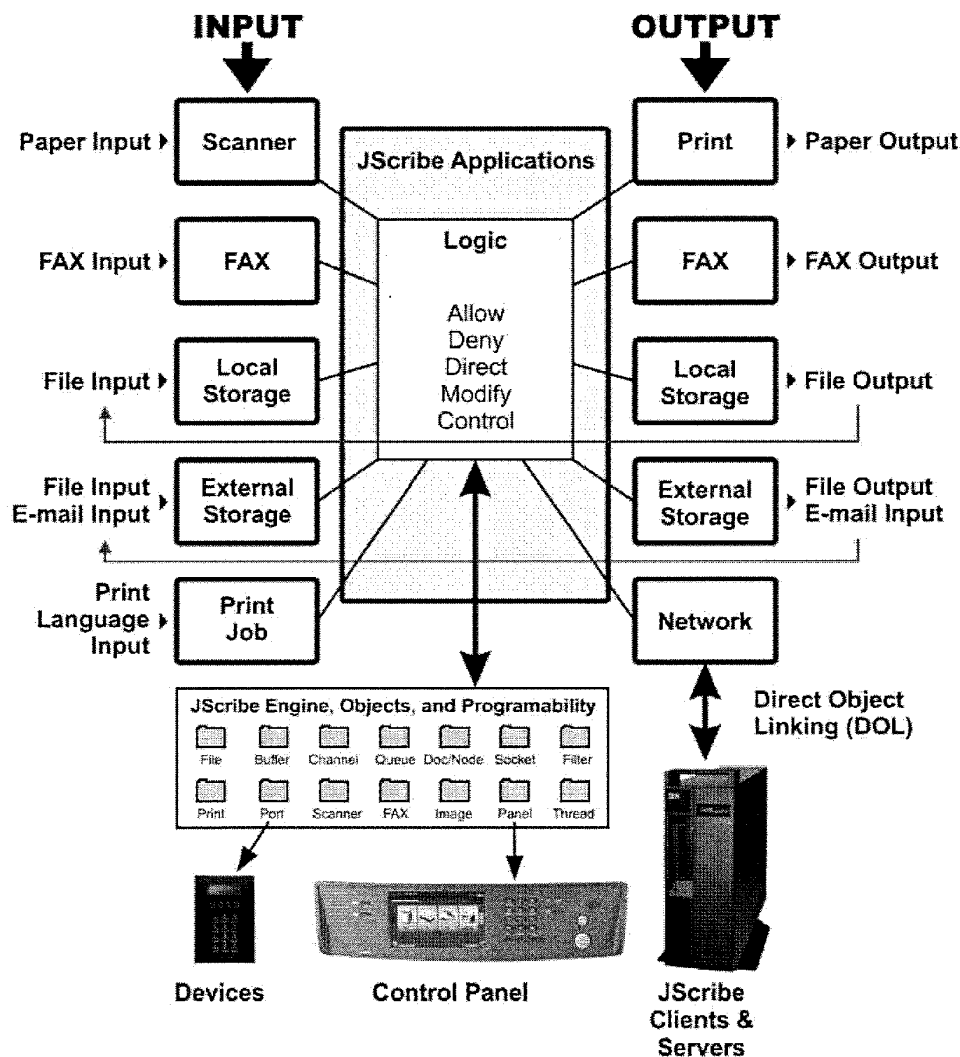 INPUT
OUTPUT
Paper Input
Scanner
JScribe Applications
Print
Paper Output
FAX Input
FAX
Logic
FAX
FAX Output
Allow
Deny
Direct
Modify
Control
File Input
Local
Storage
Local
Storage
File Output
File Input
E-mail Input
External
Storage
External
Storage
File Output
E-mail Input
Print
Language
Input
Print
Job
Network
JScribe Engine, Objects, and Programability
File Buffer Channel Queue Doc/Node Socket Filter
Print Port Scanner FAX Image Panel Thread
Direct Object
Linking (DOL)
Devices
Control Panel
JScribe
Clients &
Servers